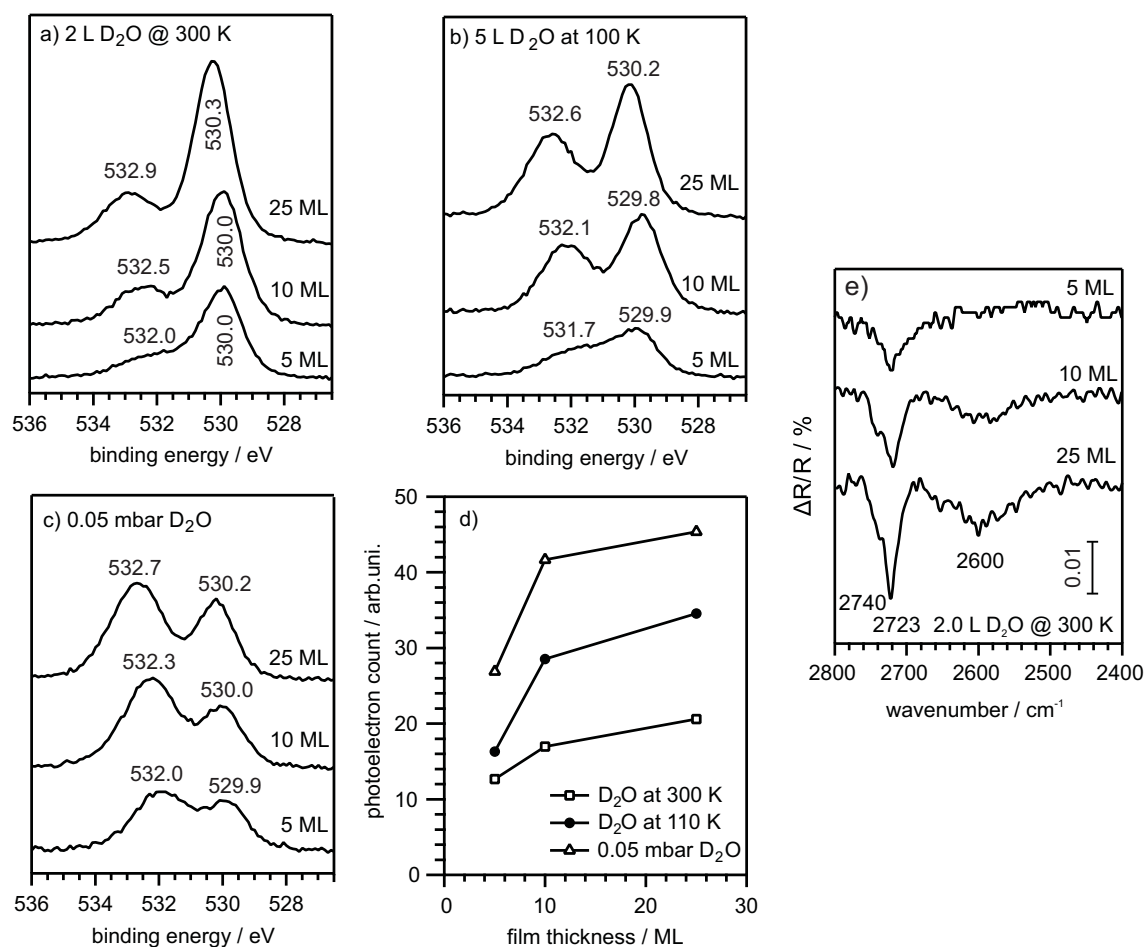 a) 2 L D₂O @ 300 K
530.3
532.9
25 ML
530.0
532.5
10 ML
532.0
530.0
5 ML
536 534 532 530 528
binding energy / eV
b) 5 L D₂O at 100 K
530.2
532.6
25 ML
529.8
532.1
10 ML
529.9
531.7
5 ML
536 534 532 530 528
binding energy / eV
c) 0.05 mbar D₂O
532.7
530.2
25 ML
532.3
530.0
10 ML
532.0
529.9
5 ML
536 534 532 530 528
binding energy / eV
d)
50
40
30
20
10
0
photoelectron count / arb.uni.
D₂O at 300 K
D₂O at 110 K
0.05 mbar D₂O
0 10 20 30
film thickness / ML
e)
5 ML
10 ML
25 ML
ΔR/R / %
2600
0.01
2740
2723 2.0 L D₂O @ 300 K
2800 2700 2600 2500 2400
wavenumber / cm⁻¹